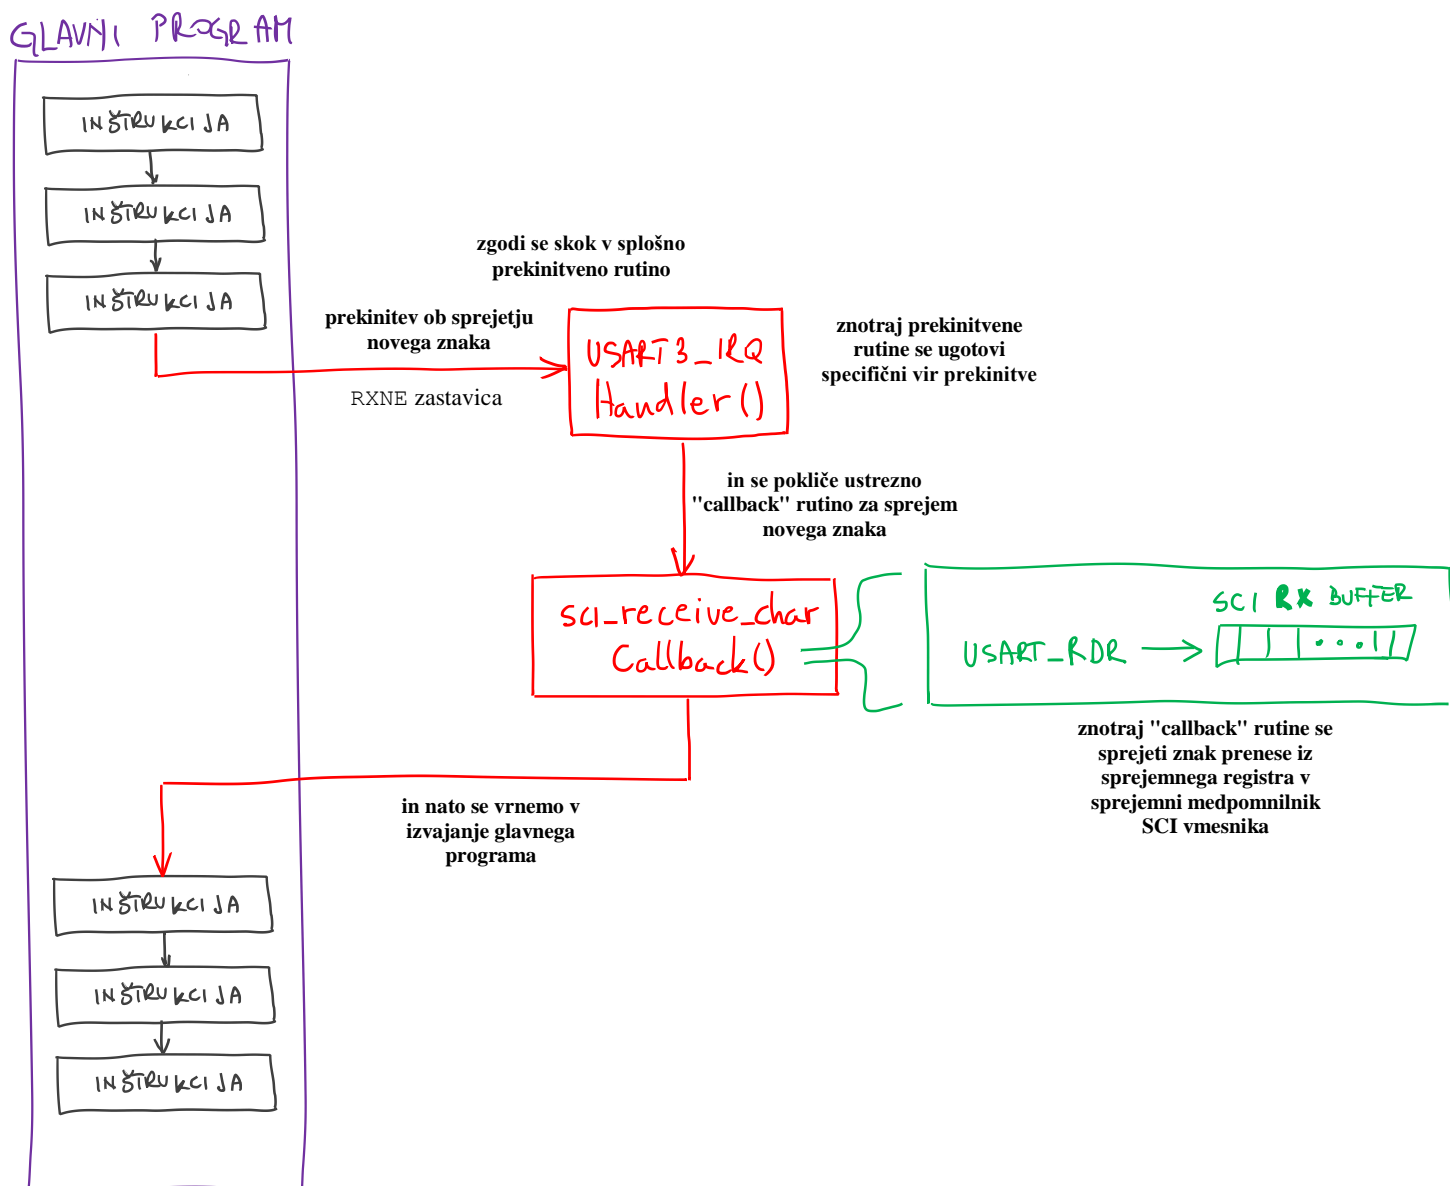 GLAVNI PROGRAM
INŠTRUKCIJA
INŠTRUKCIJA
INŠTRUKCIJA
zgodi se skok v splošno
prekinitveno rutino
prekinitev ob sprejetju
novega znaka
RXNE zastavica
USART3_IRQ
Handler()
znotraj prekinitvene
rutine se ugotovi
specifični vir prekinitve
in se pokliče ustrezno
"callback" rutino za sprejem
novega znaka
sci_receive_char
Callback()
SCI RX BUFFER
USART_RDR
znotraj "callback" rutine se
sprejeti znak prenese iz
sprejemnega registra v
sprejemni medpomnilnik
SCI vmesnika
in nato se vrnemo v
izvajanje glavnega
programa
INŠTRUKCIJA
INŠTRUKCIJA
INŠTRUKCIJA